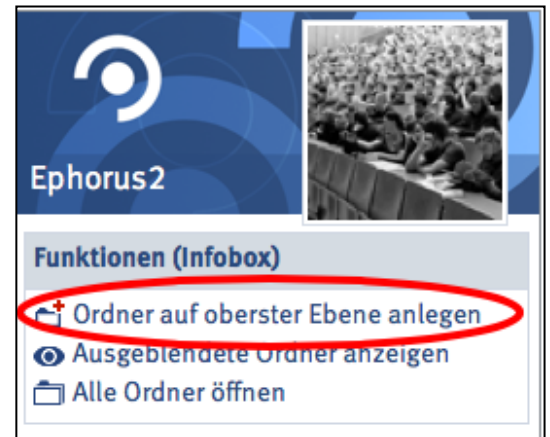 Ephorus2
Funktionen (Infobox)
Ordner auf oberster Ebene anlegen
Ausgeblendete Ordner anzeigen
Alle Ordner öffnen